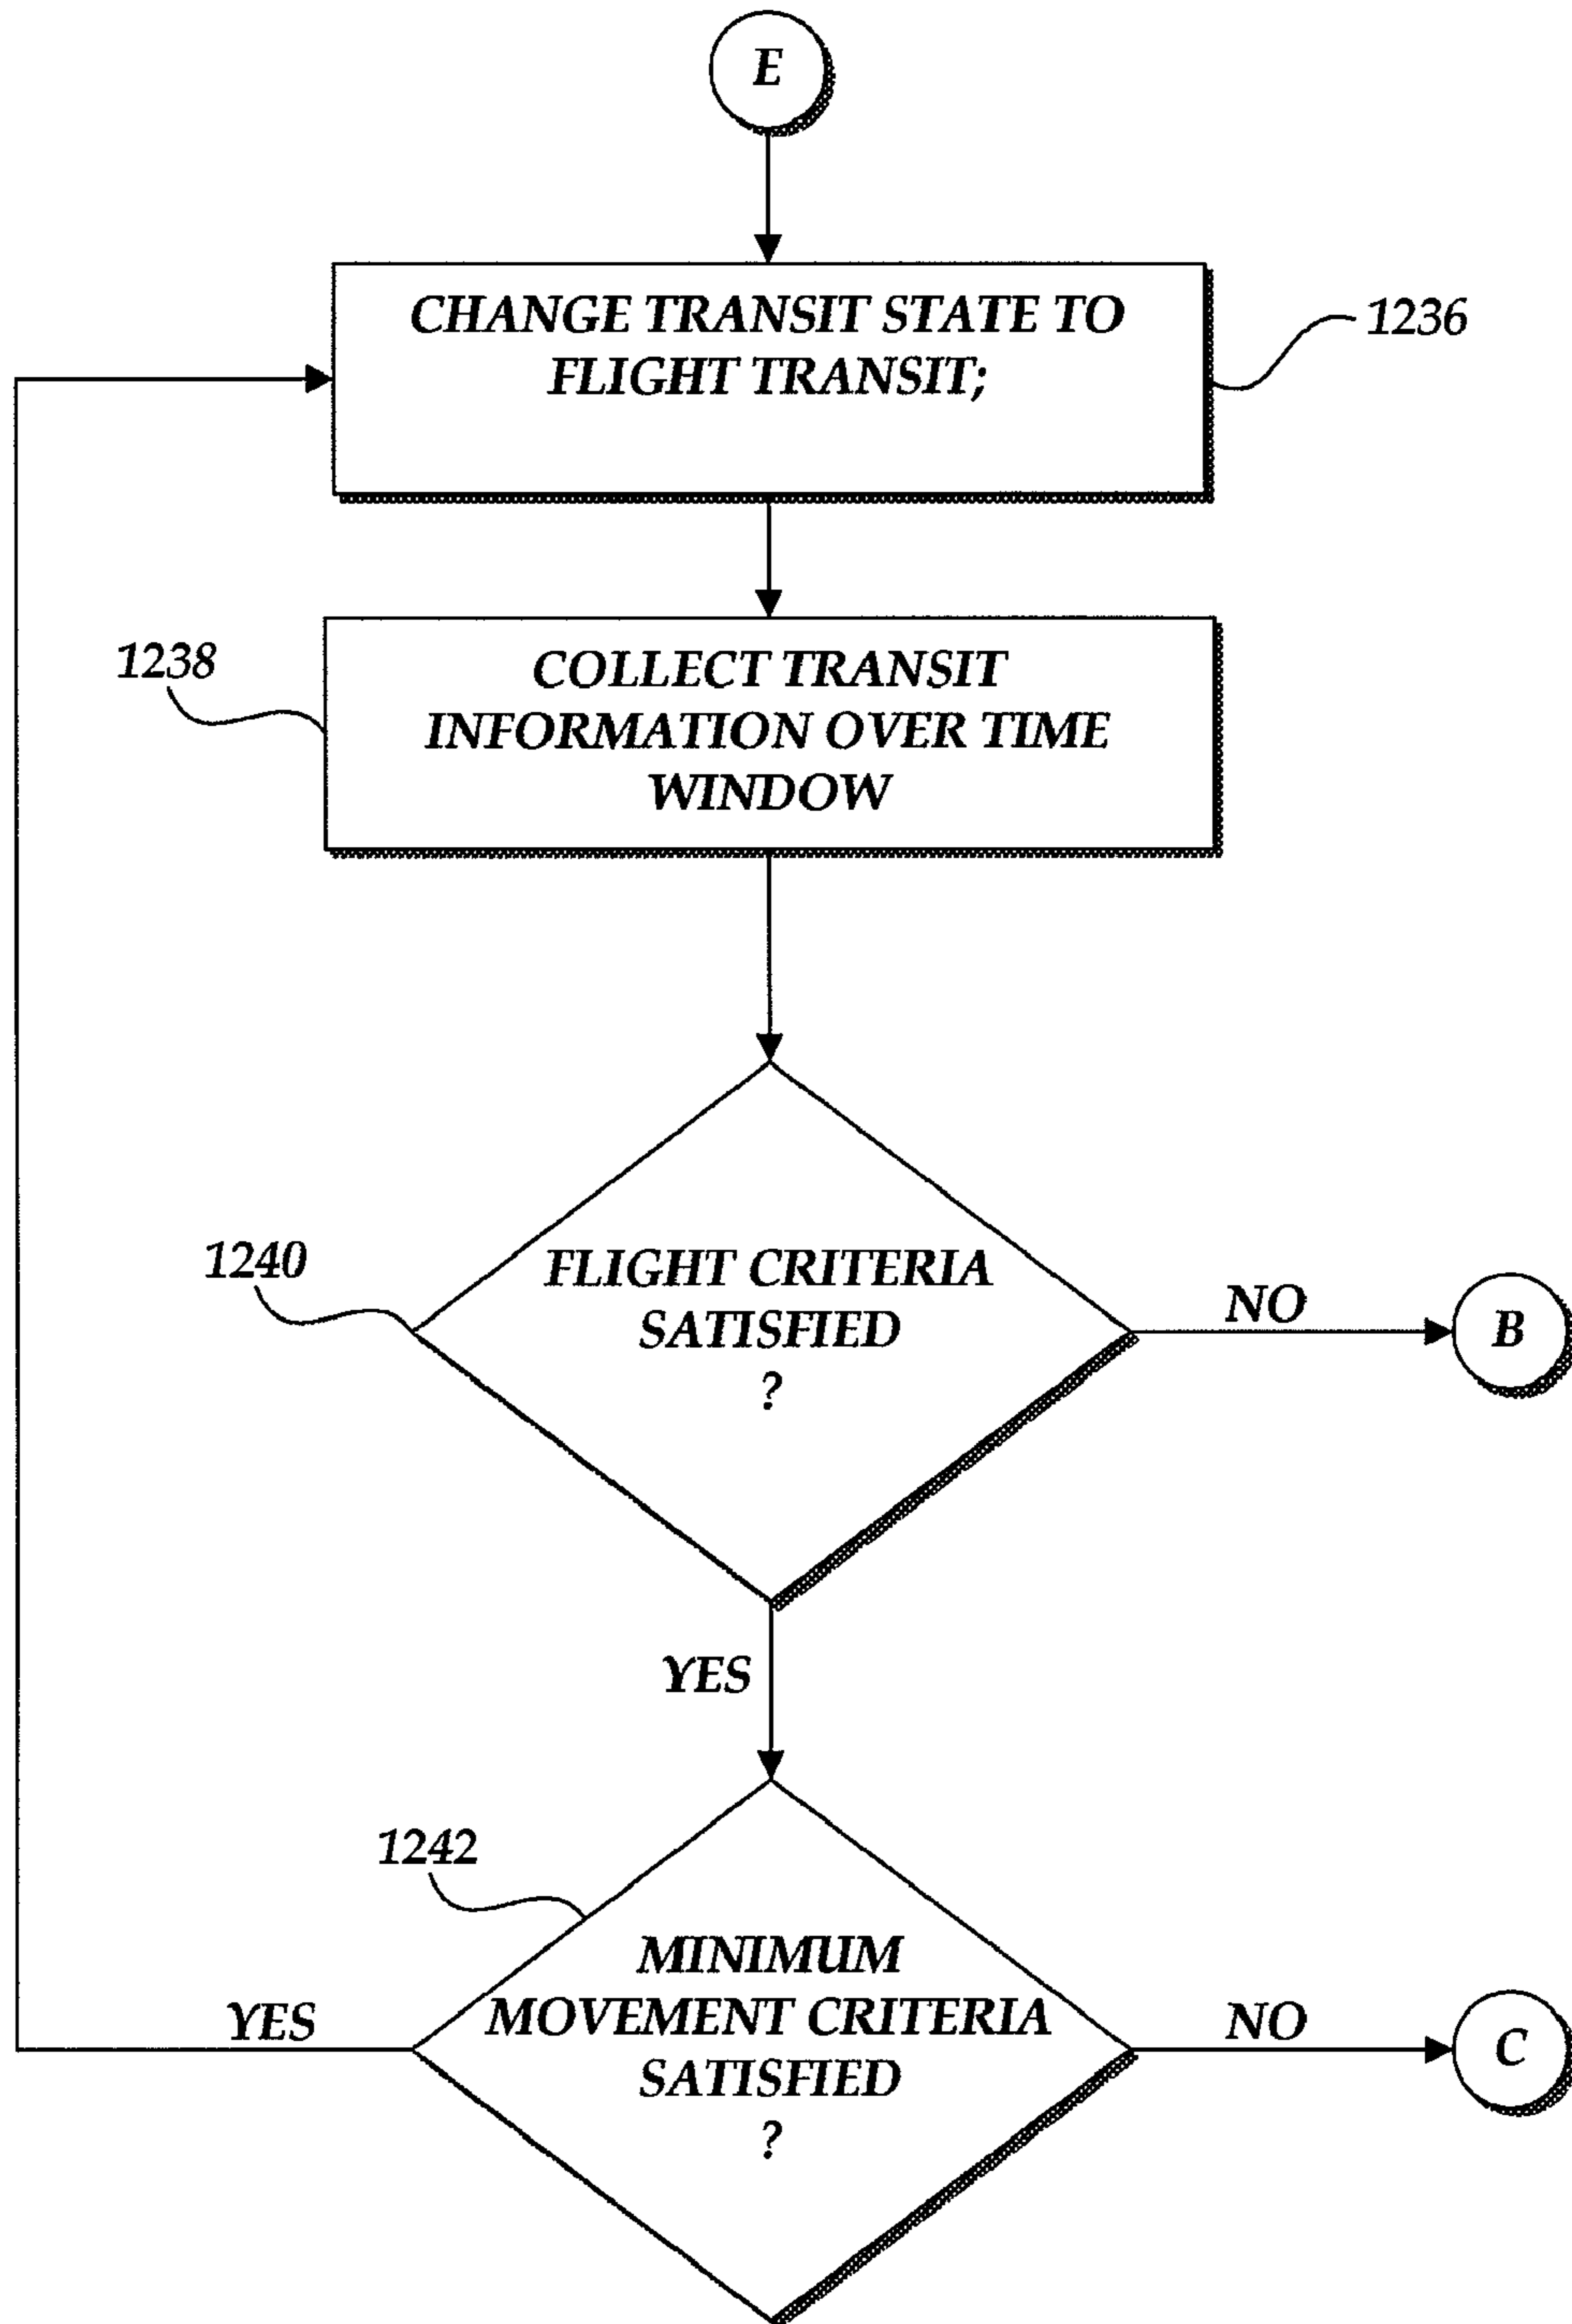 E
CHANGE TRANSIT STATE TO
FLIGHT TRANSIT;
1236
1238
COLLECT TRANSIT
INFORMATION OVER TIME
WINDOW
1240
FLIGHT CRITERIA
SATISFIED
?
NO
B
YES
1242
MINIMUM
MOVEMENT CRITERIA
SATISFIED
?
YES
NO
C